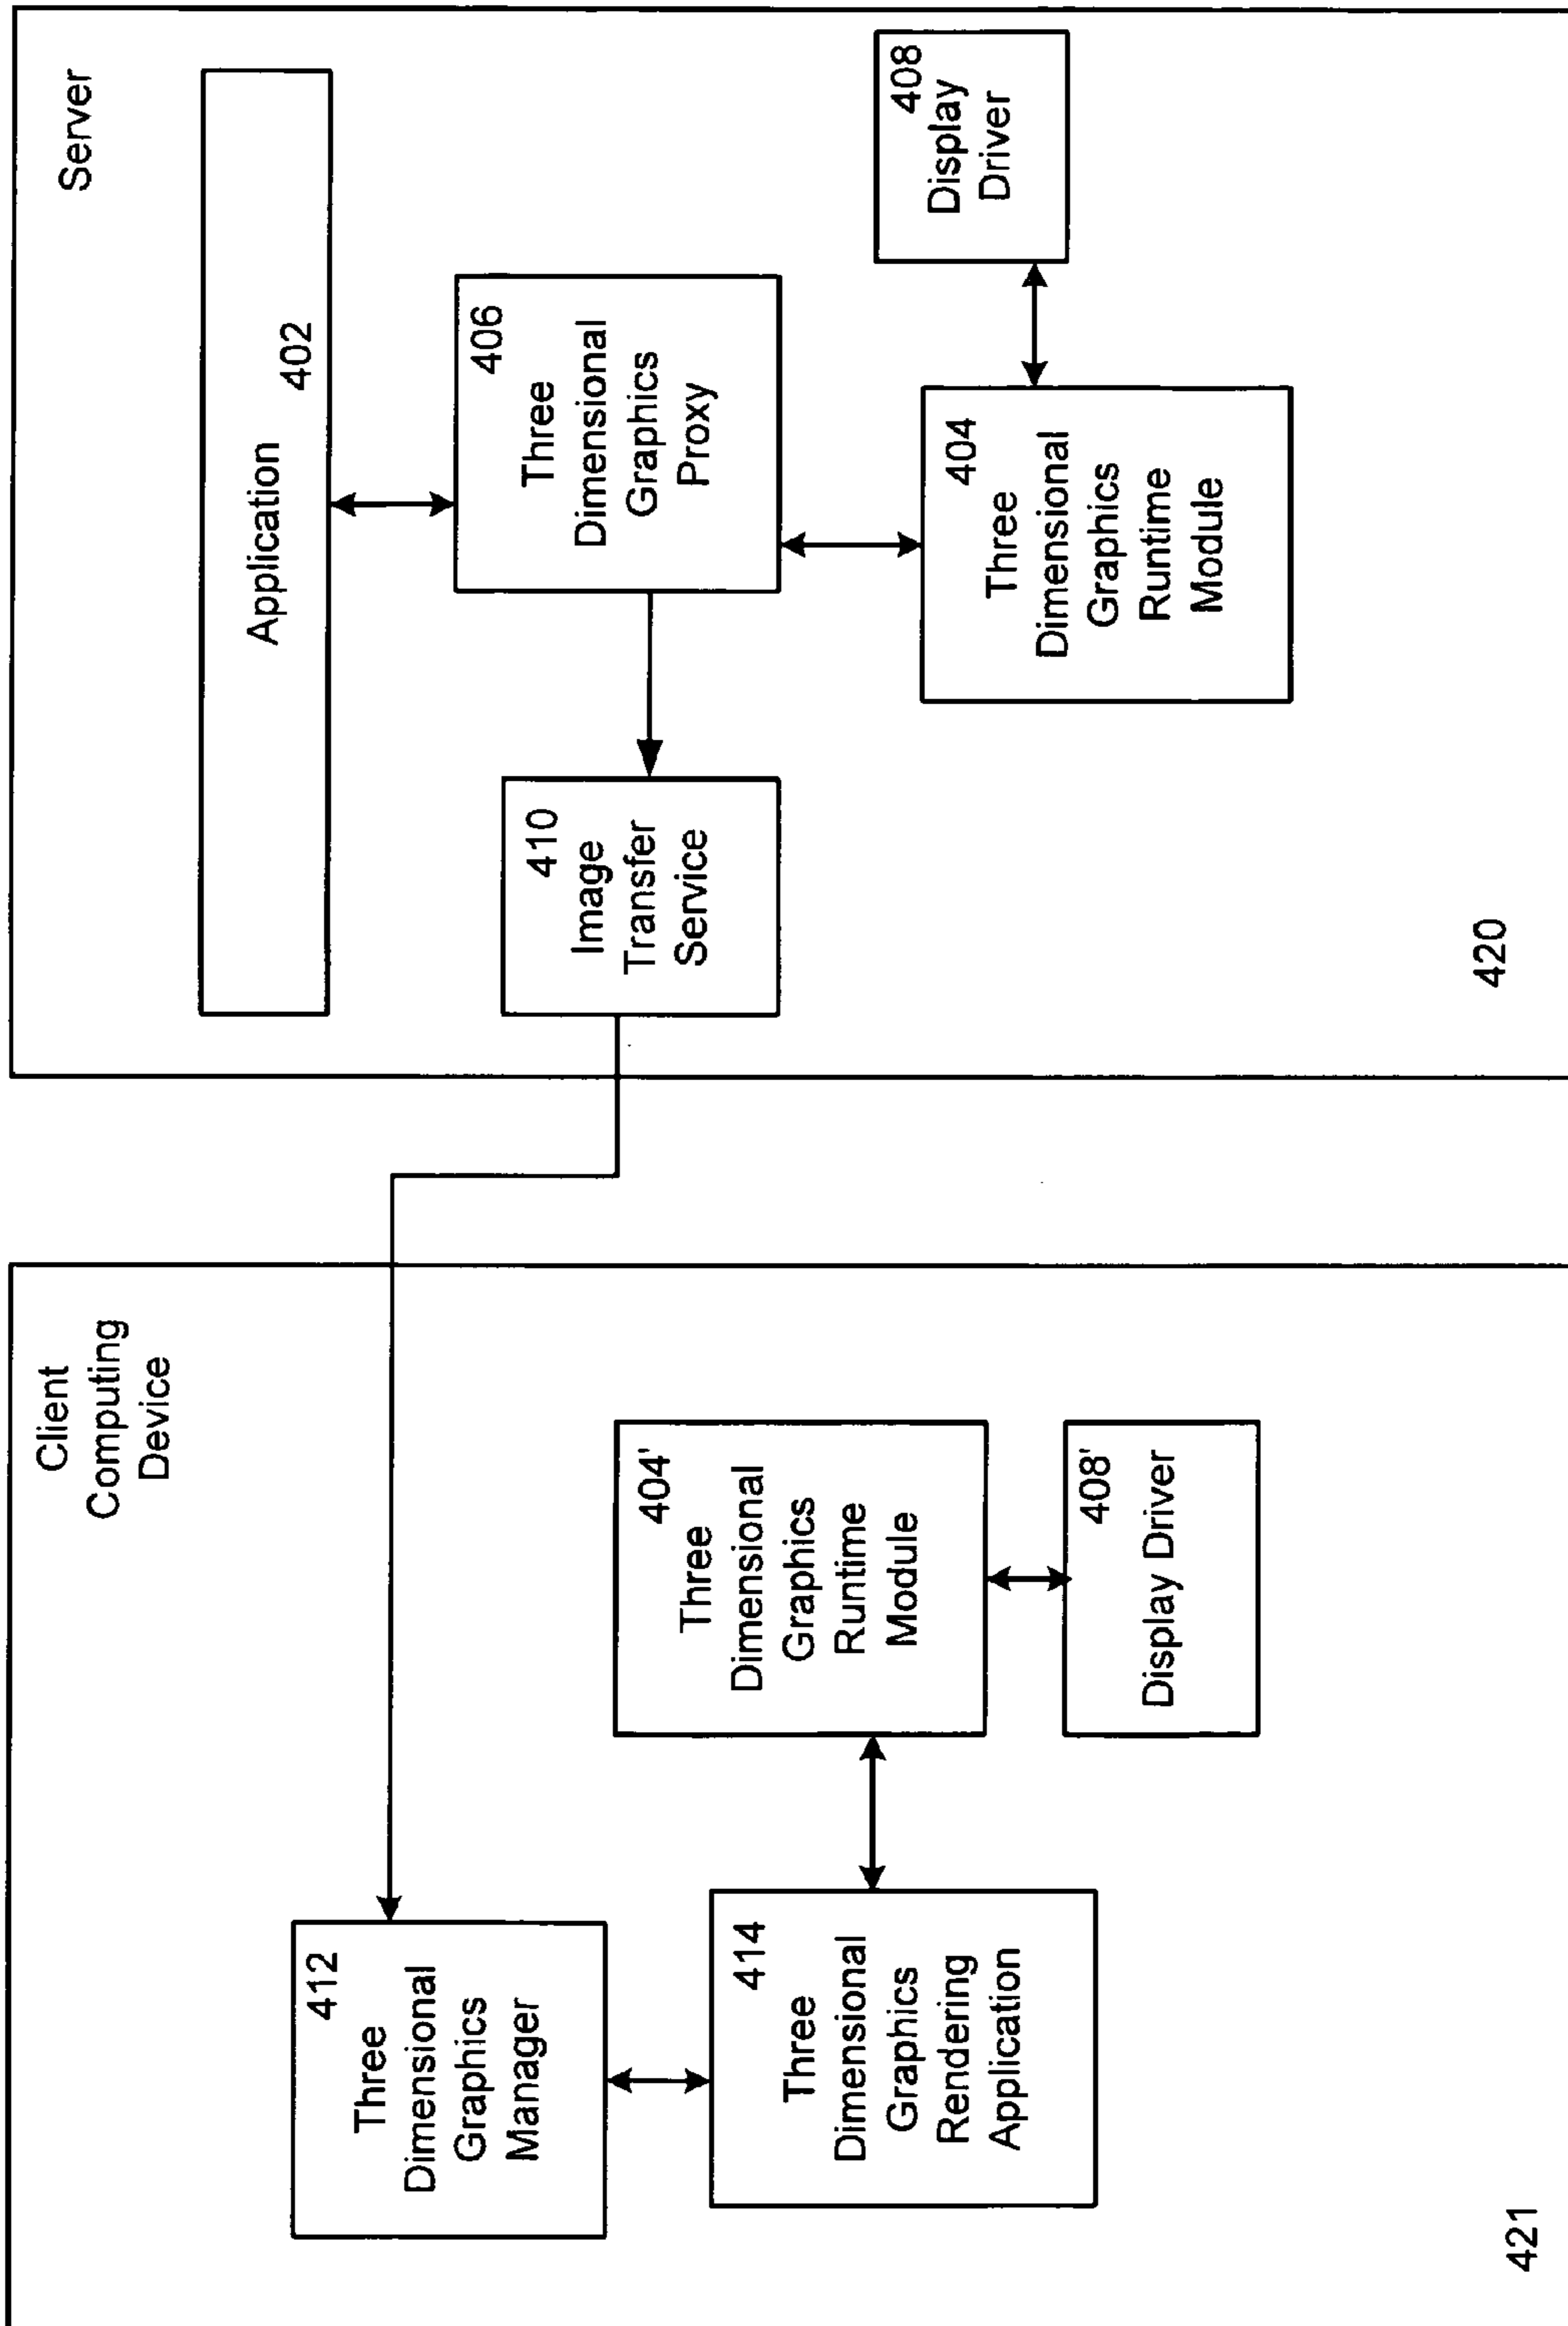 Client
Computing
Device
412
Three
Dimensional
Graphics
Manager
414
Three
Dimensional
Graphics
Rendering
Application
404'
Three
Dimensional
Graphics
Runtime
Module
408'
Display Driver
421
Server
Application
402
410
Image
Transfer
Service
406
Three
Dimensional
Graphics
Proxy
404
Three
Dimensional
Graphics
Runtime
Module
408
Display
Driver
420